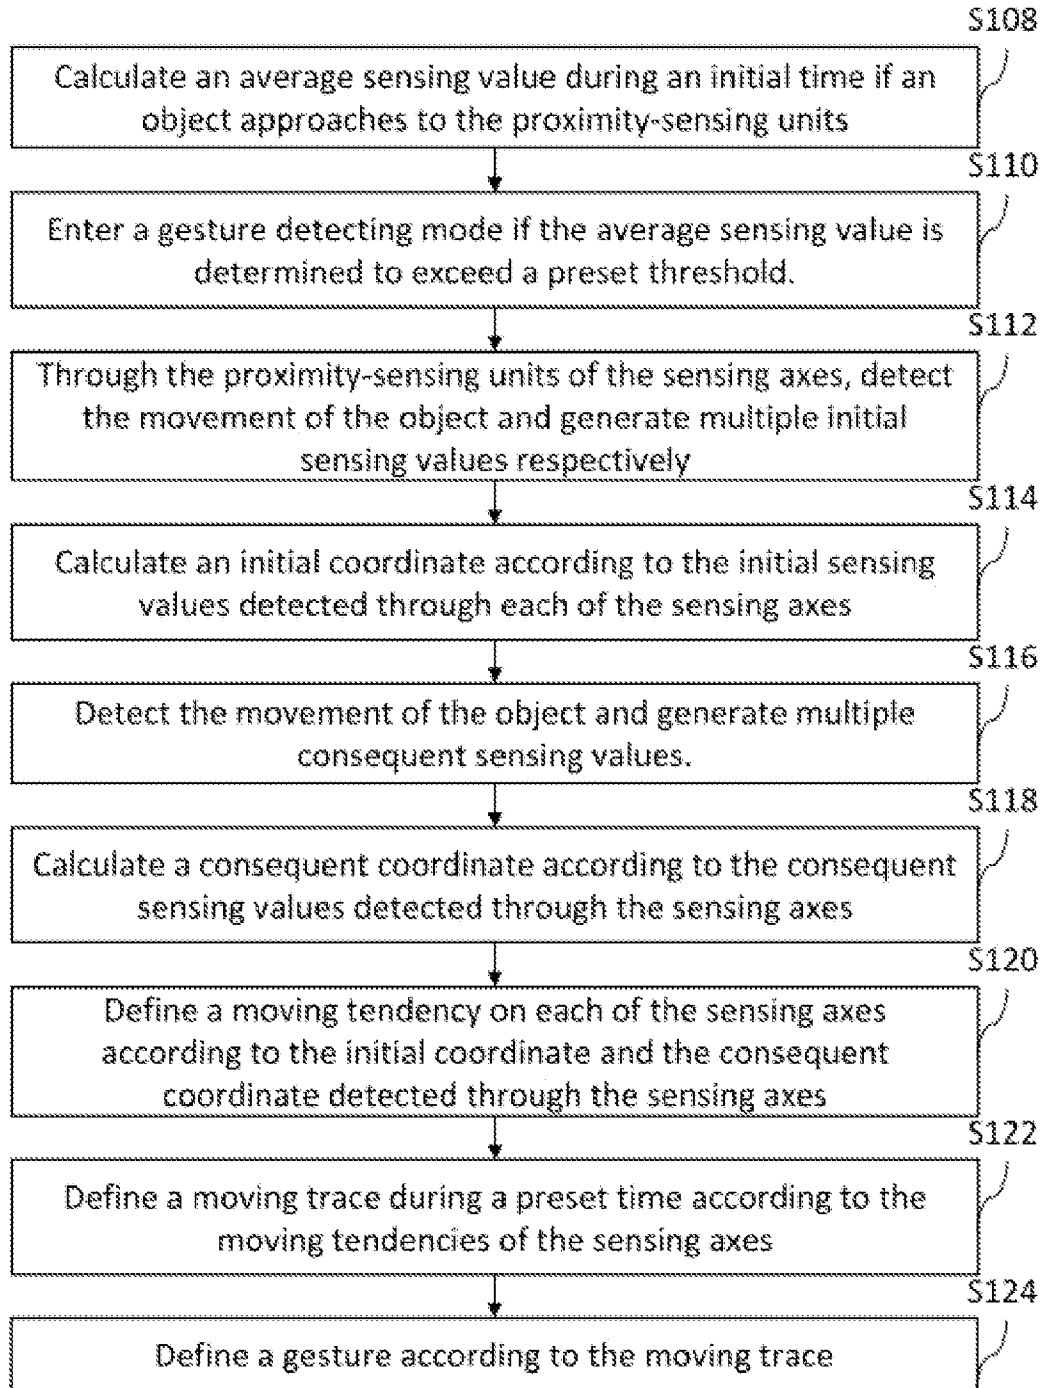 S108
Calculate an average sensing value during an initial time if an
object approaches to the proximity-sensing units
S110
Enter a gesture detecting mode if the average sensing value is
determined to exceed a preset threshold.
S112
Through the proximity-sensing units of the sensing axes, detect
the movement of the object and generate multiple initial
sensing values respectively
S114
Calculate an initial coordinate according to the initial sensing
values detected through each of the sensing axes
S116
Detect the movement of the object and generate multiple
consequent sensing values.
S118
Calculate a consequent coordinate according to the consequent
sensing values detected through the sensing axes
S120
Define a moving tendency on each of the sensing axes
according to the initial coordinate and the consequent
coordinate detected through the sensing axes
S122
Define a moving trace during a preset time according to the
moving tendencies of the sensing axes
S124
Define a gesture according to the moving trace